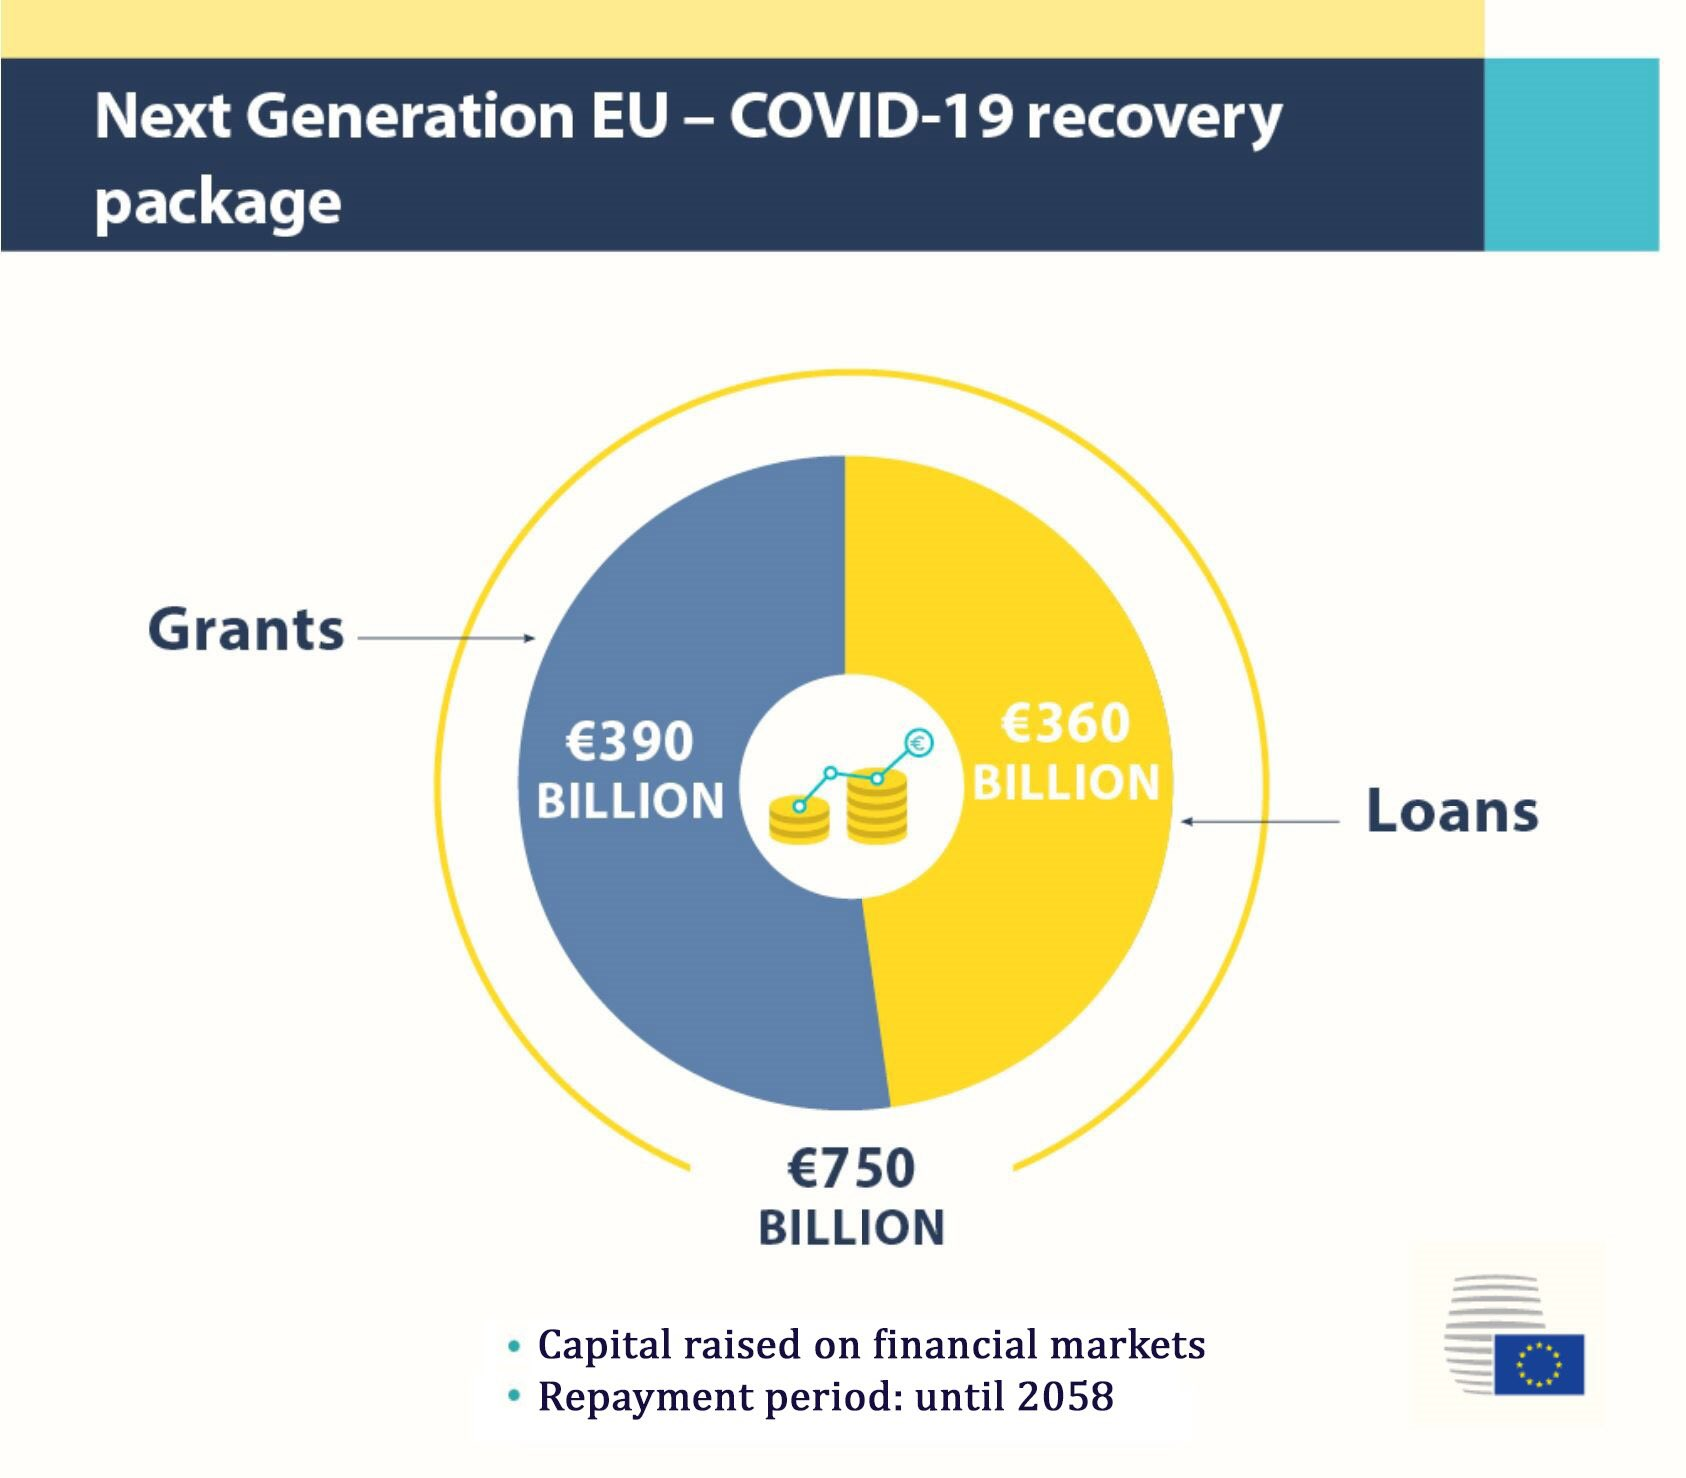 Next Generation EU – COVID-19 recovery
package
Grants
€390
BILLION
€360
BILLION
€
Loans
€750
BILLION
• Capital raised on financial markets
• Repayment period: until 2058